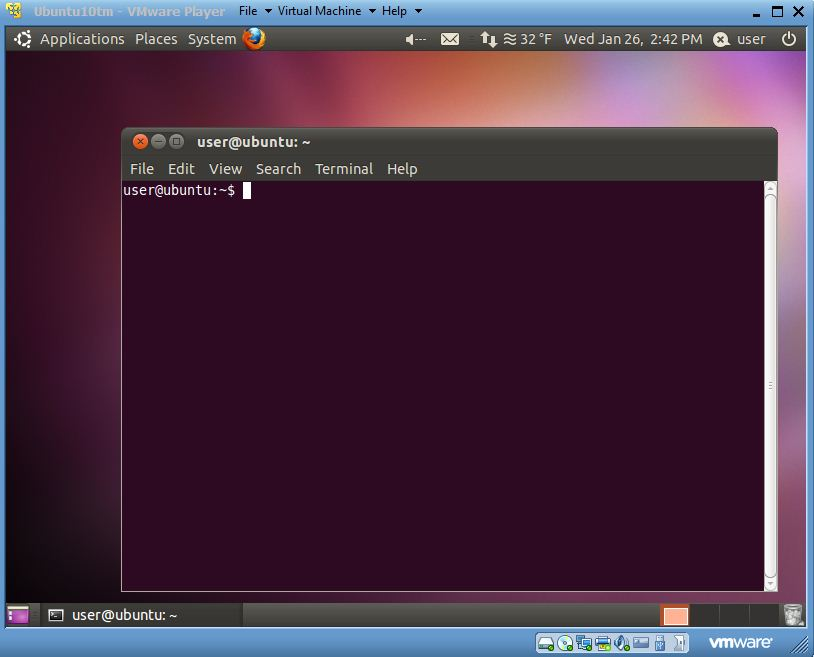 Ubuntu10tm - VMware Player File Virtual Machine Help
Applications Places System 32 °F Wed Jan 26, 2:42 PM user
user@ubuntu: ~
File Edit View Search Terminal Help
user@ubuntu:~$
user@ubuntu: ~
vmware